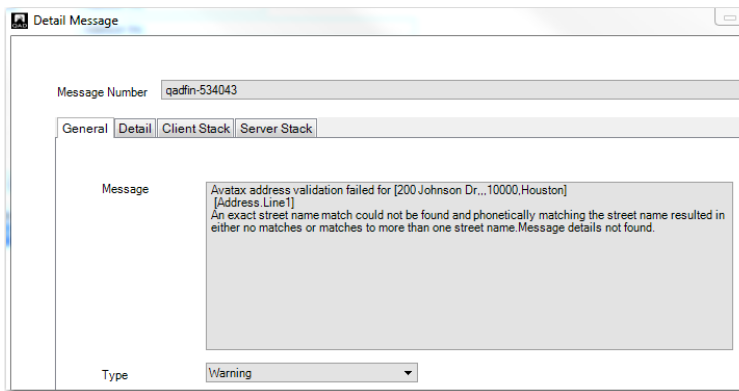 QAD Detail Message
Message Number qadfin-534043
General Detail Client Stack Server Stack
Message Avatax address validation failed for [200 Johnson Dr,,,10000,Houston]
[Address.Line1]
An exact street name match could not be found and phonetically matching the street name resulted in
either no matches or matches to more than one street name.Message details not found.
Type Warning